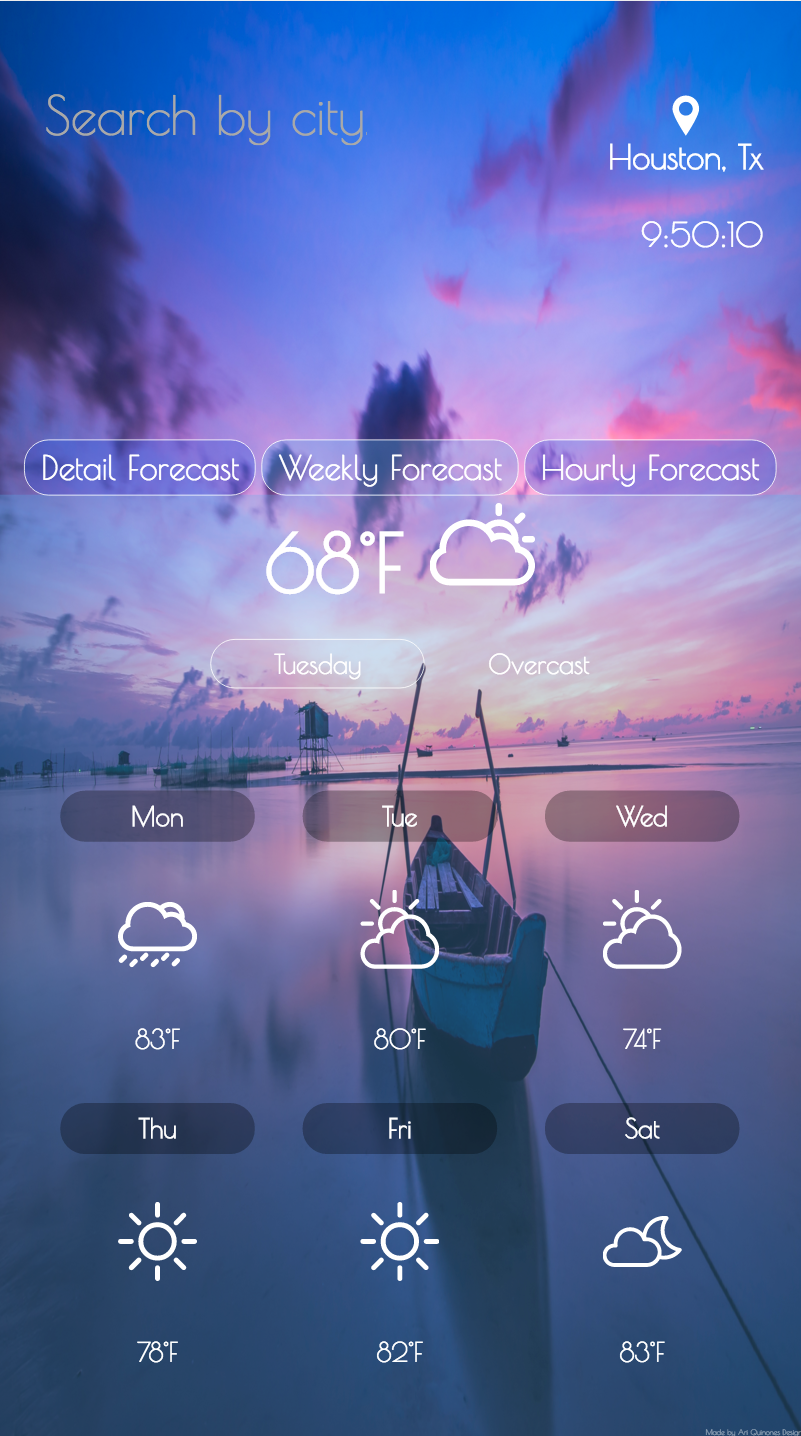 Search by city.
Houston, Tx
9:50:10
Detail Forecast Weekly Forecast Hourly Forecast
68°F
Tuesday Overcast
Mon Tue Wed
83°F 80°F 74°F
Thu Fri Sat
78°F 82°F 83°F
Made by Ari Quinones Design